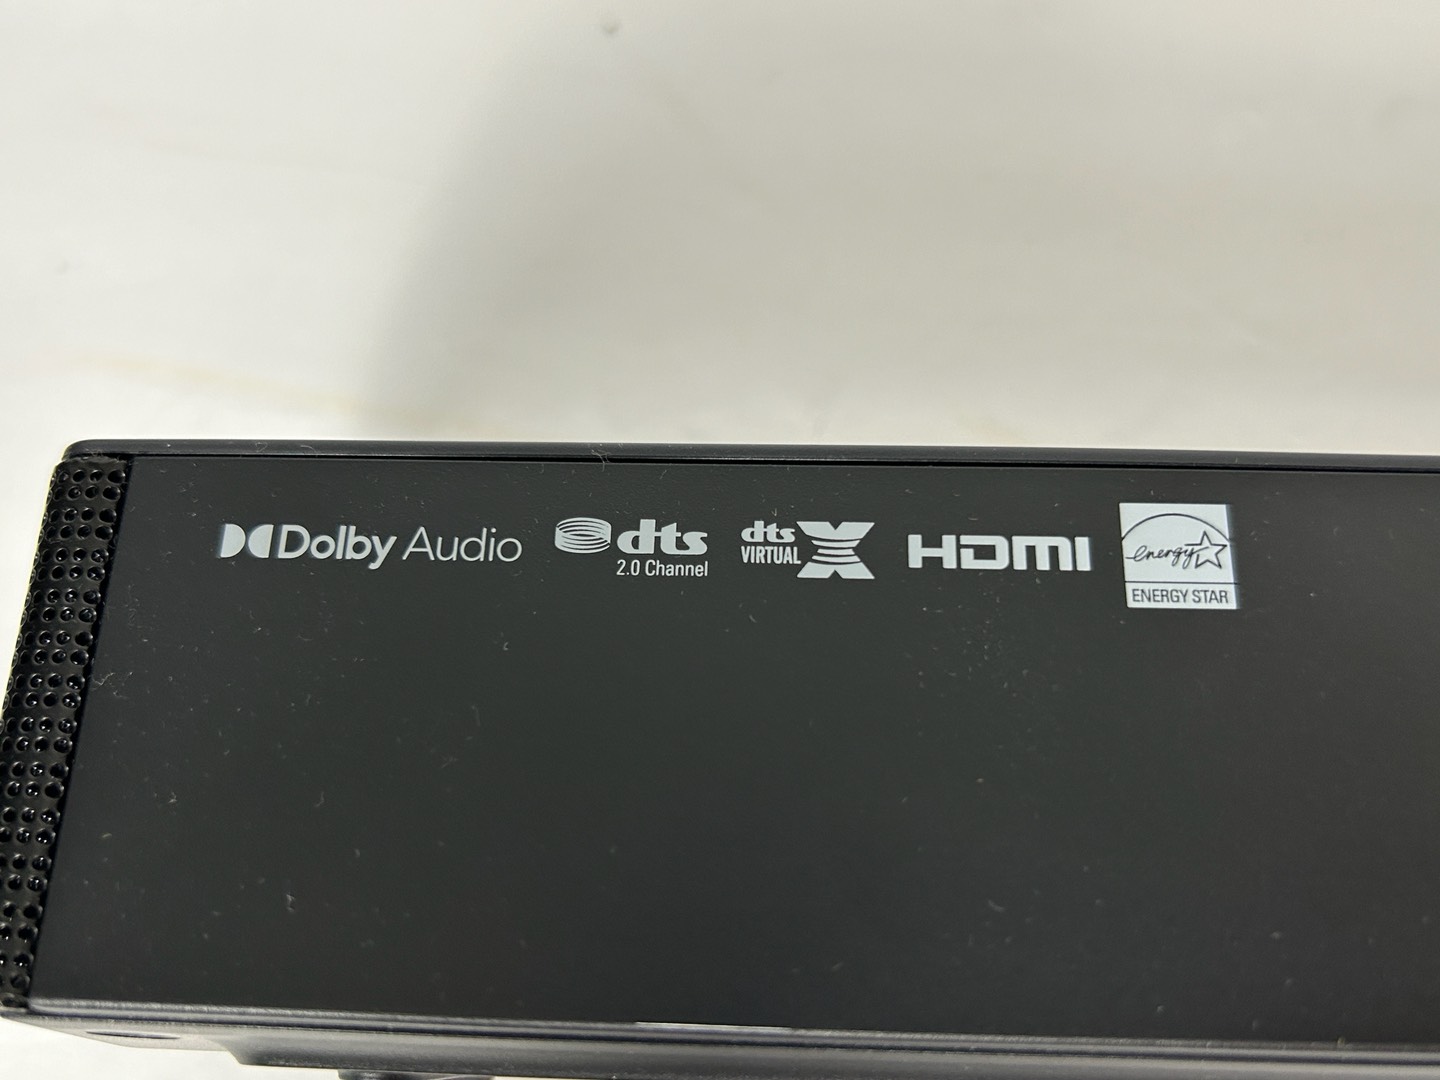 Dolby Audio
dts
2.0 Channel
dts
VIRTUAL X
HDMI
energy
ENERGY STAR